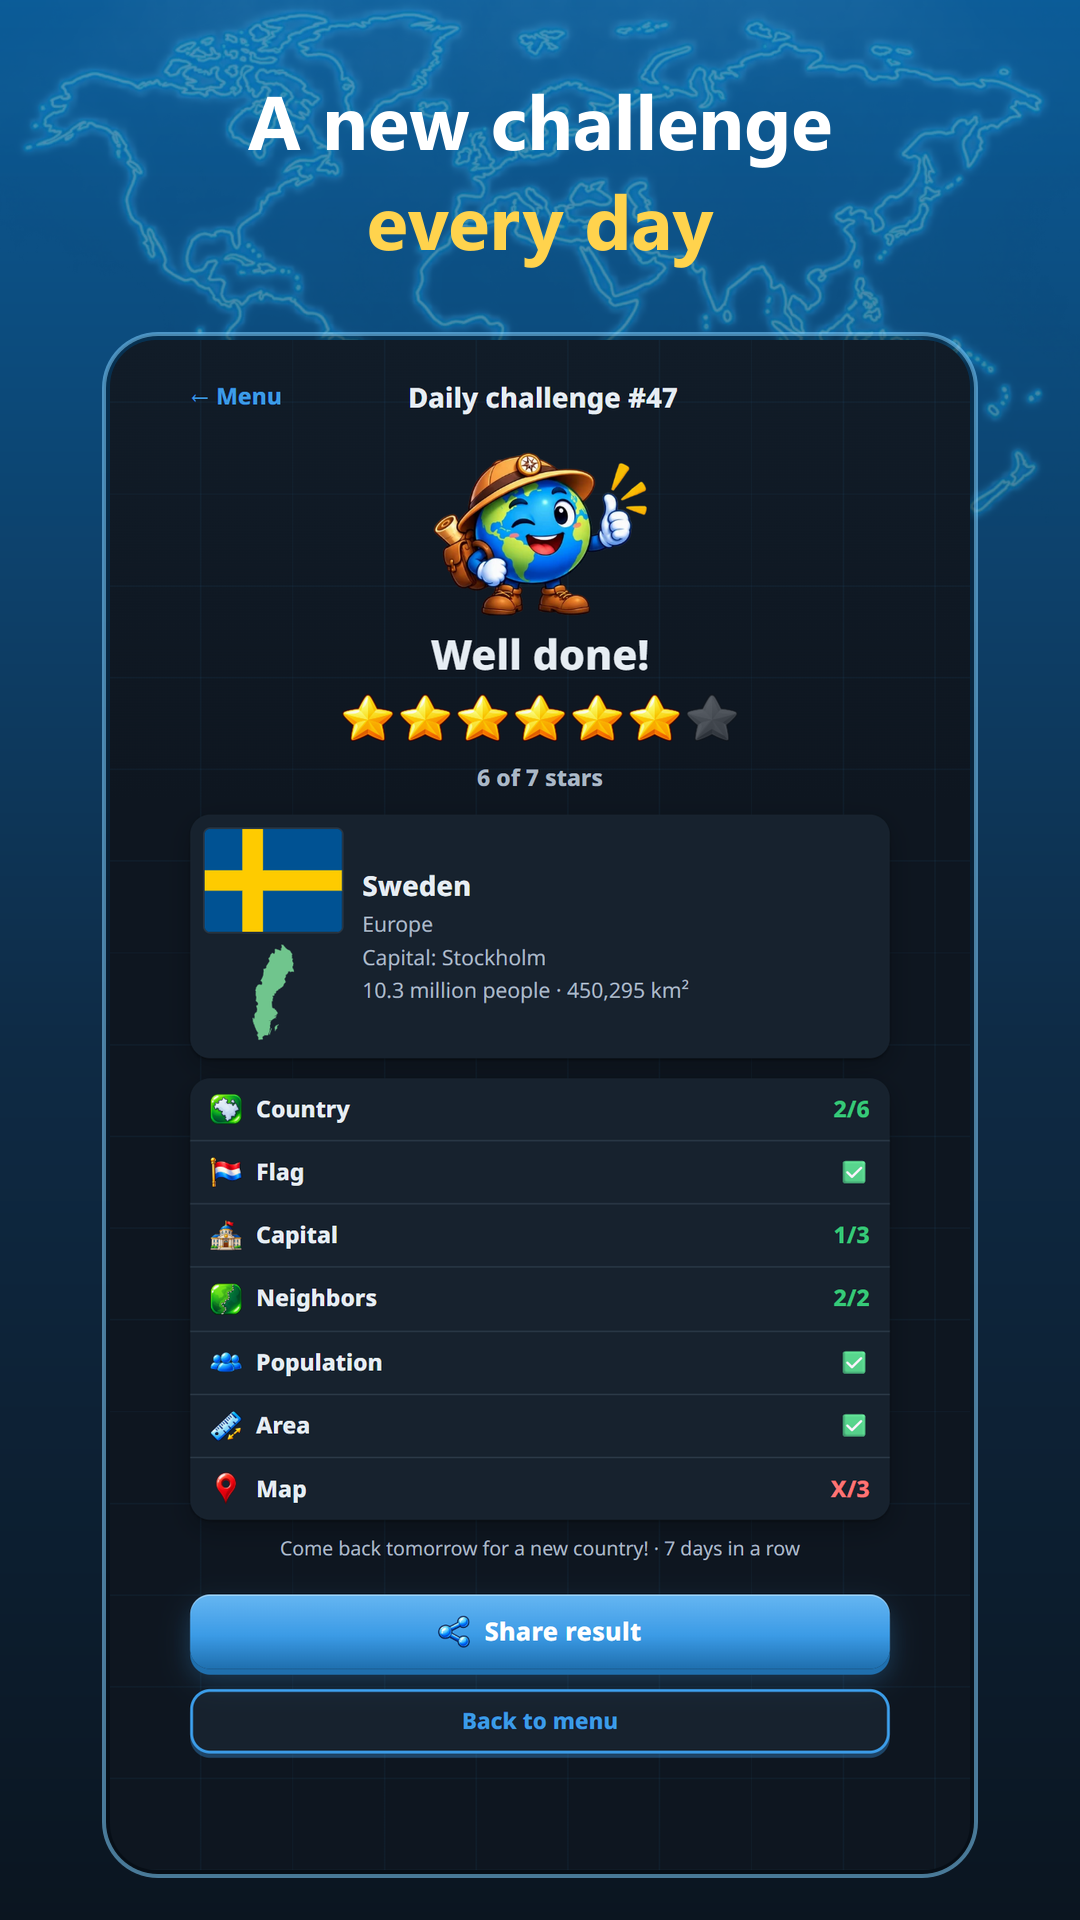 A new challenge
every day
← Menu
Daily challenge #47
Well done!
6 of 7 stars
Sweden
Europe
Capital: Stockholm
10.3 million people · 450,295 km²
Country 2/6
Flag ✅
Capital 1/3
Neighbors 2/2
Population ✅
Area ✅
Map X/3
Come back tomorrow for a new country! · 7 days in a row
Share result
Back to menu